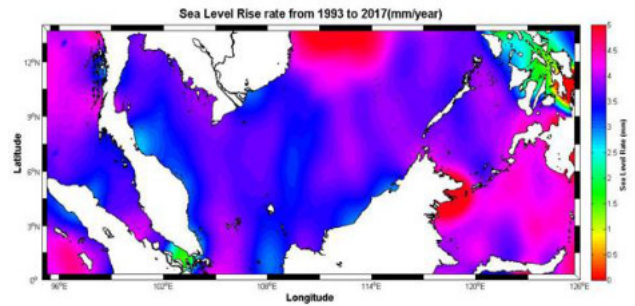 Sea Level Rise rate from 1993 to 2017(mm/year)
12°N
9°N
6°N
3°N
0°
96°E
102°E
108°E
114°E
120°E
126°E
Latitude
Longitude
5
4.5
4
3.5
3
2.5
2
1.5
1
0.5
0
Sea Level Rate (mm)